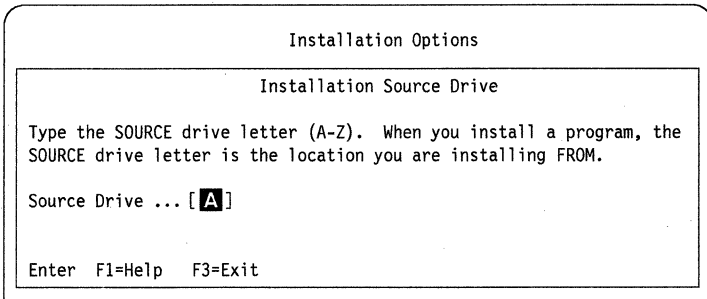 Installation Options
Installation Source Drive
Type the SOURCE drive letter (A-Z).  When you install a program, the
SOURCE drive letter is the location you are installing FROM.
Source Drive ... [A]
Enter  F1=Help   F3=Exit